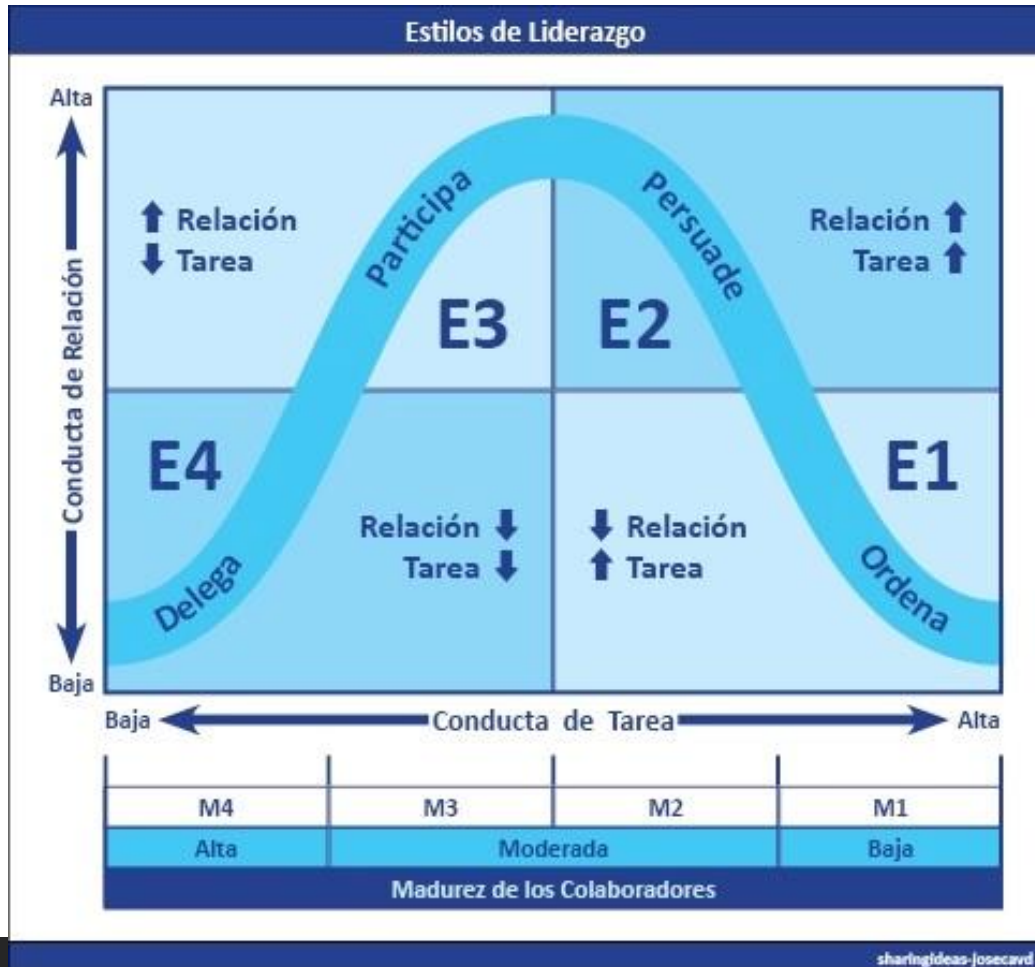 Estilos de Liderazgo
Alta
Conducta de Relación
Baja
Relación
Tarea
Participa
E3
Persuade
E2
Relación
Tarea
E4
Delega
Relación
Tarea
Relación
Tarea
E1
Ordena
Baja
Conducta de Tarea
Alta
M4 M3 M2 M1
Alta Moderada Baja
Madurez de los Colaboradores
sharingideas-josecavd